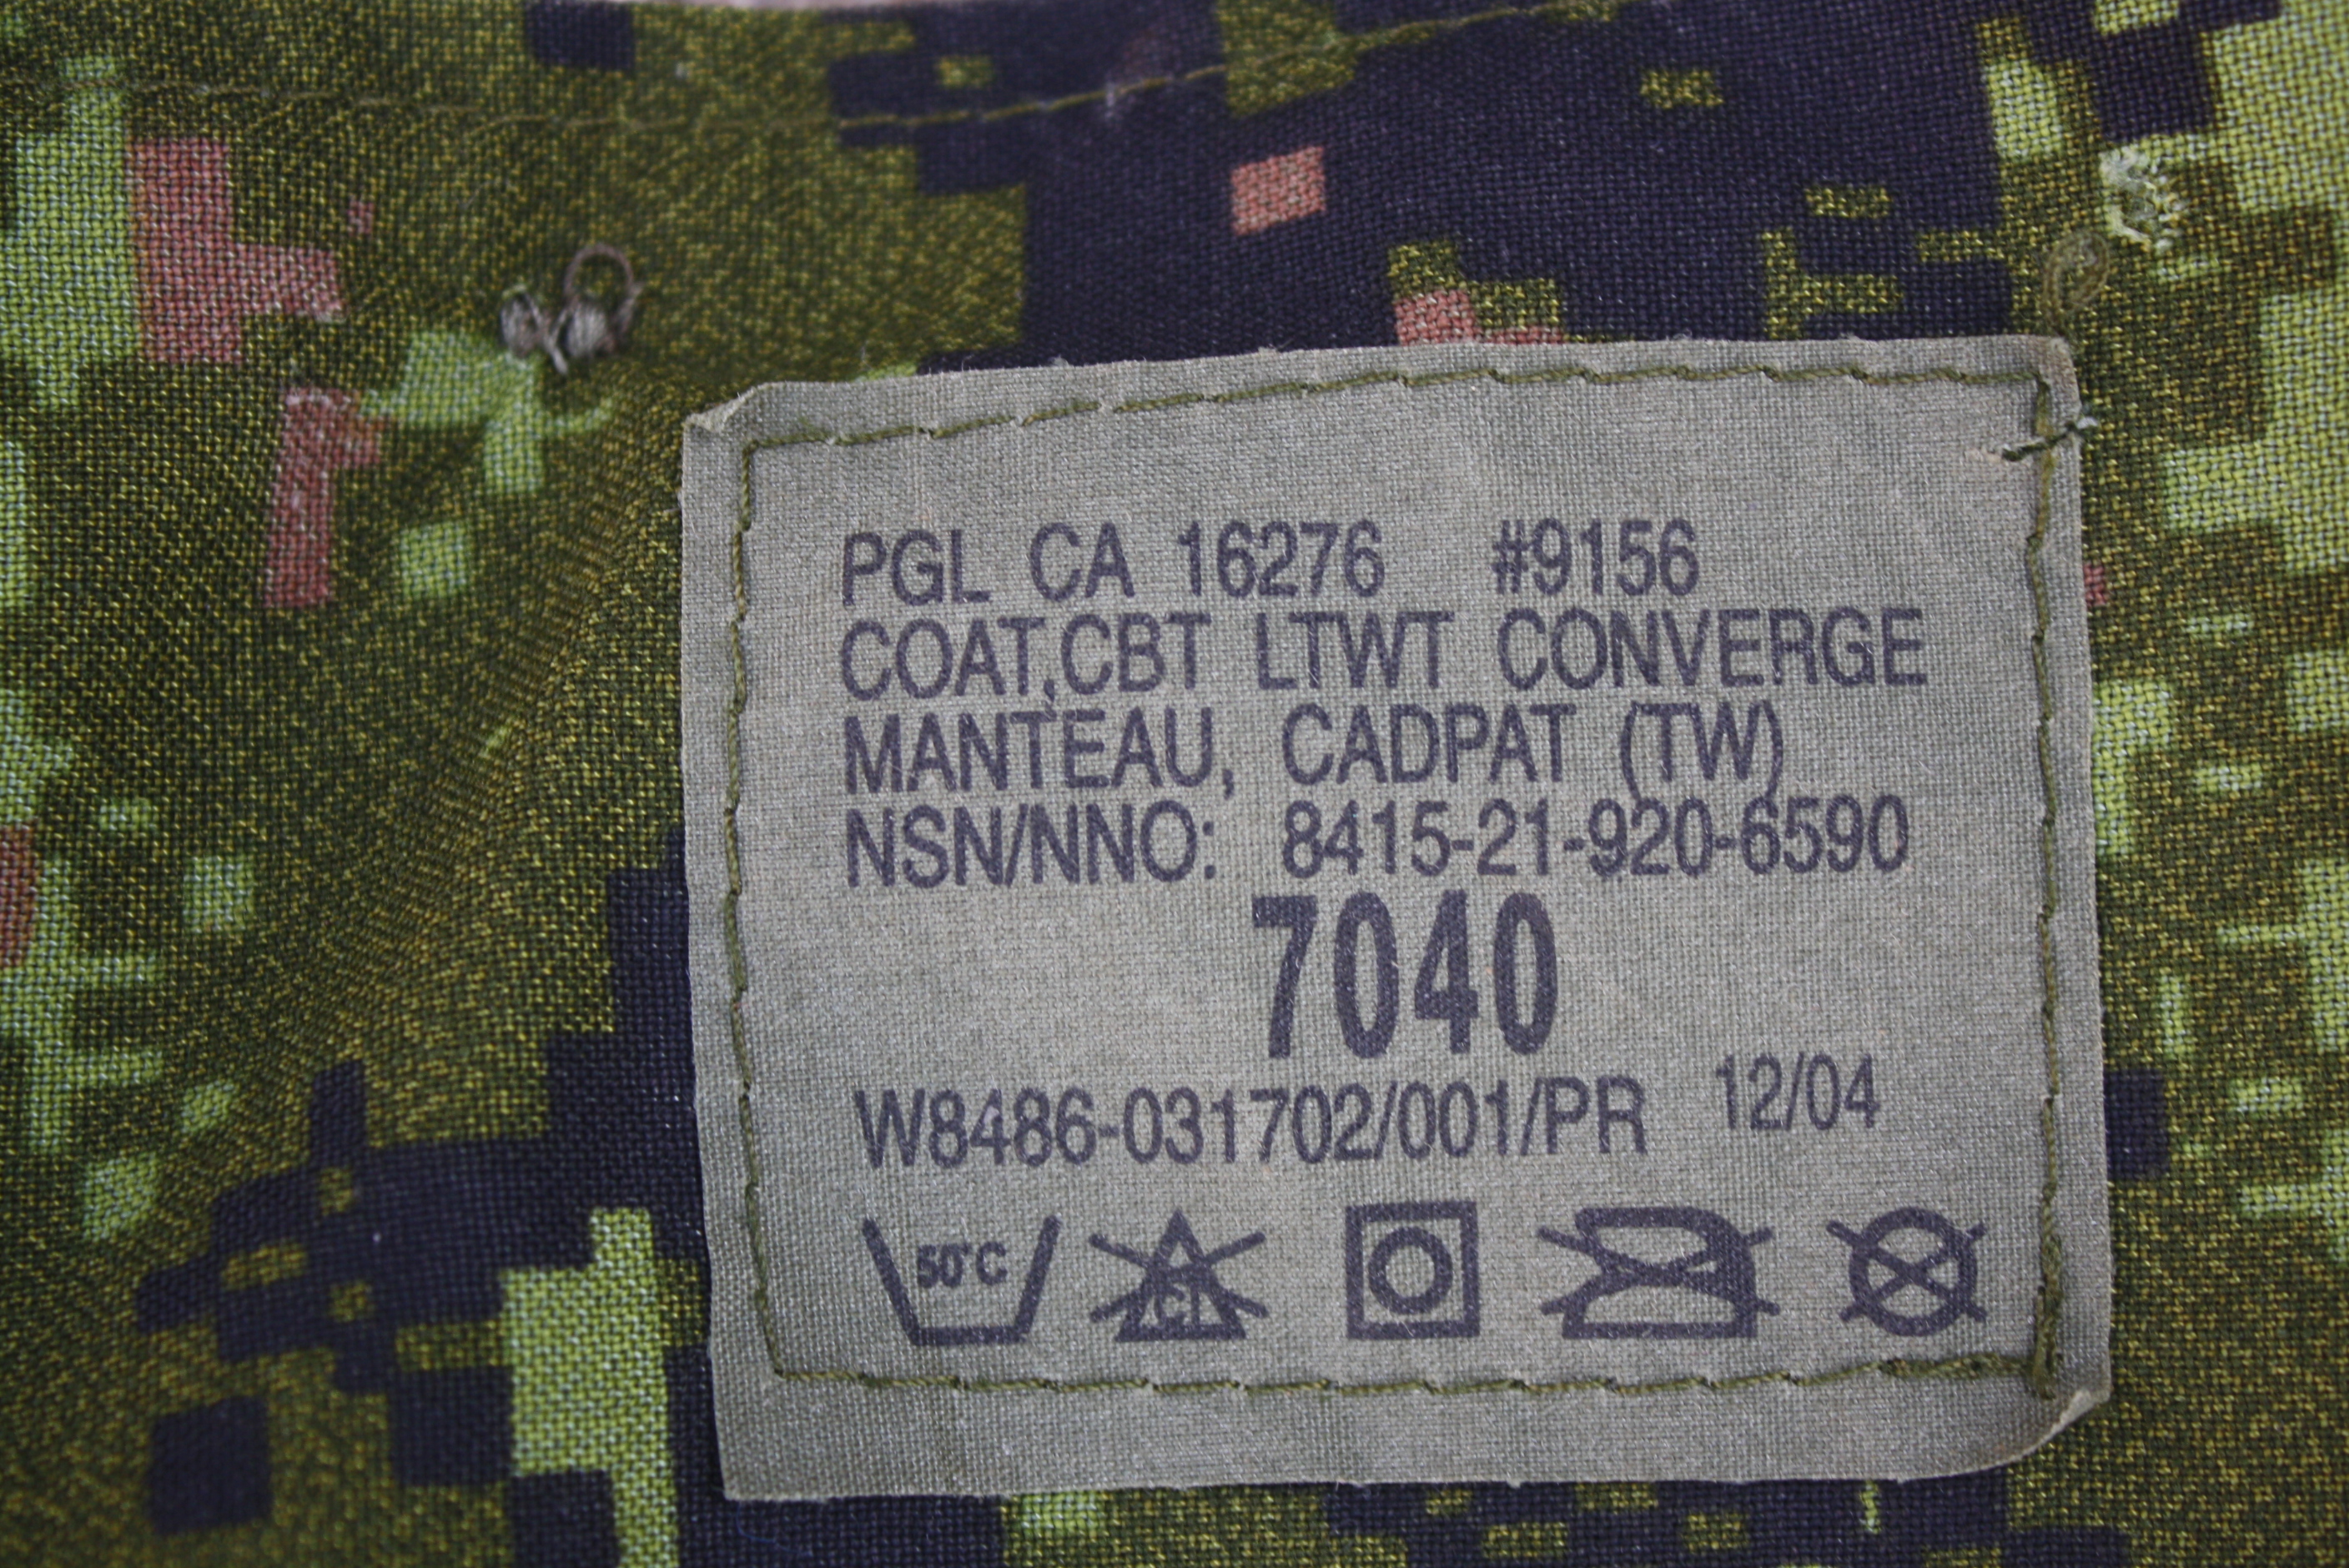 PGL CA 16276 #9156
COAT,CBT LTWT CONVERGE
MANTEAU, CADPAT (TW)
NSN/NNO: 8415-21-920-6590
7040
W8486-031702/001/PR 12/04
50°C Cl